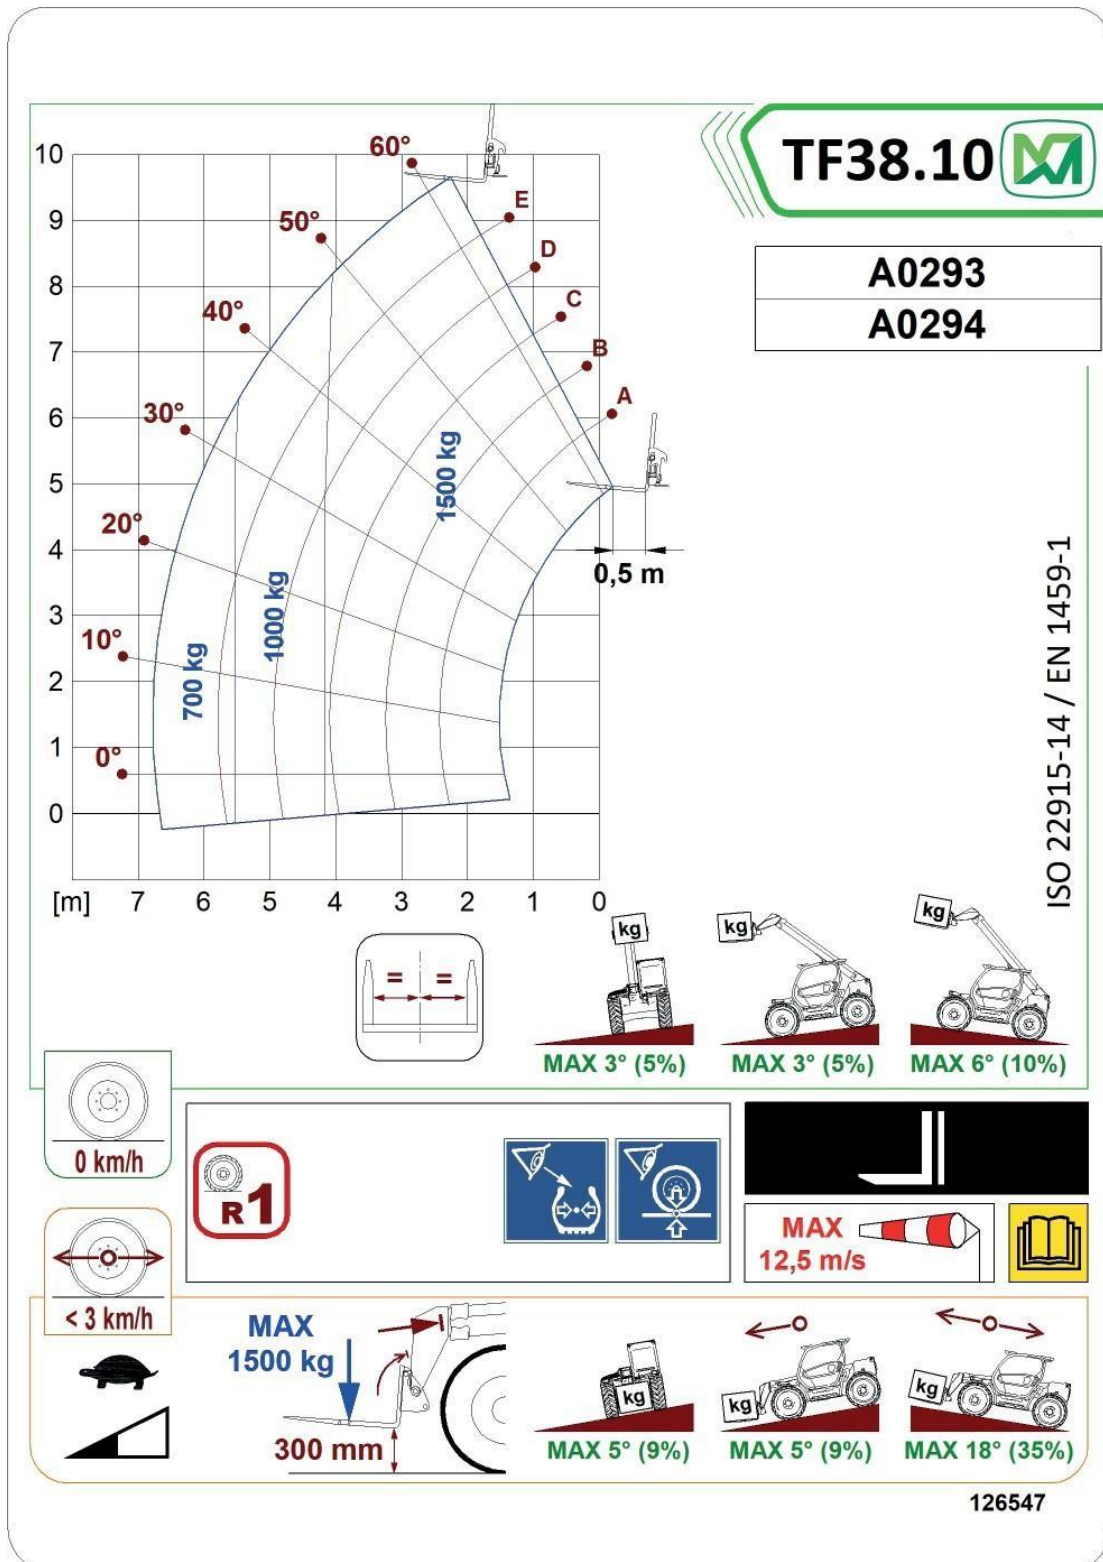 TF38.10
A0293
A0294
10
9
8
7
6
5
4
3
2
1
0
60°
50°
40°
30°
20°
10°
0°
E
D
C
B
A
1500 kg
1000 kg
700 kg
0,5 m
[m] 7 6 5 4 3 2 1 0
ISO 22915-14 / EN 1459-1
= =
kg
kg
kg
MAX 3° (5%)
MAX 3° (5%)
MAX 6° (10%)
0 km/h
R1
MAX
12,5 m/s
< 3 km/h
MAX
1500 kg
300 mm
kg
kg
kg
MAX 5° (9%)
MAX 5° (9%)
MAX 18° (35%)
126547